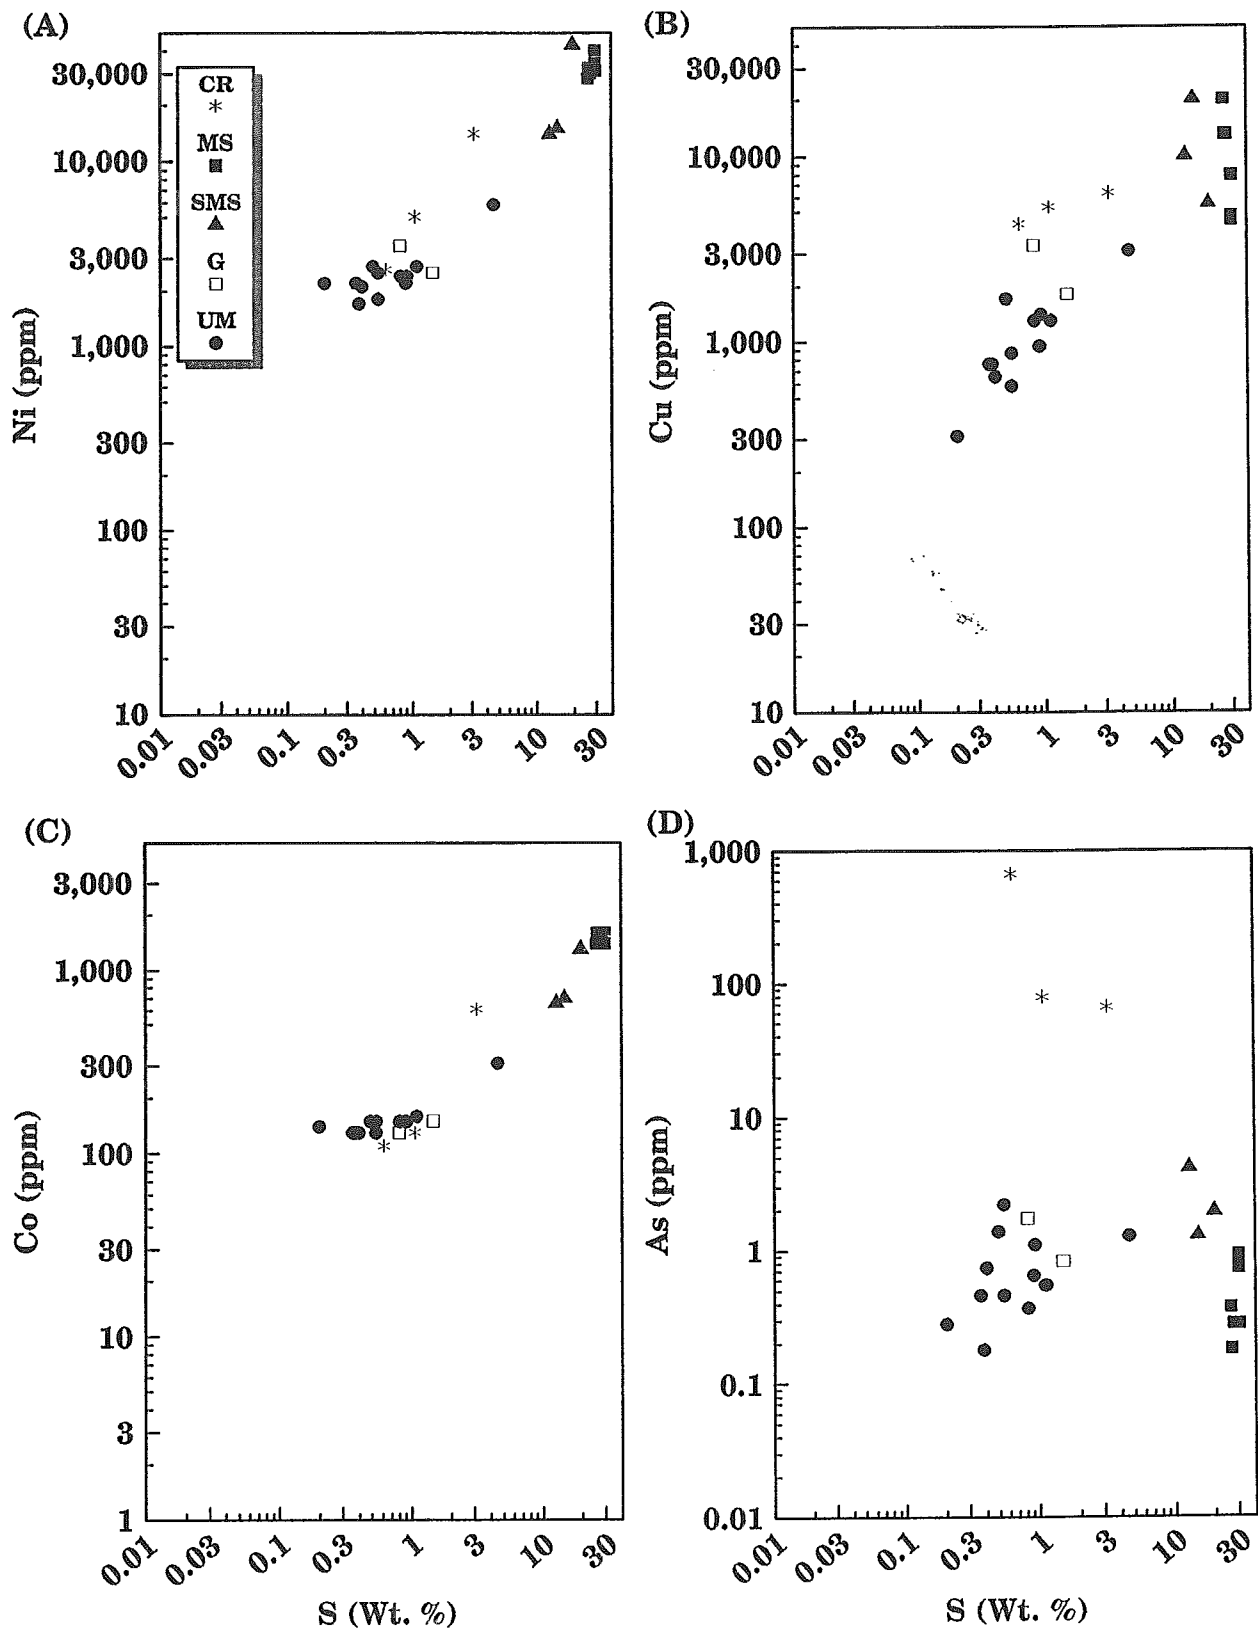 (A)
30,000
10,000
3,000
1,000
300
100
30
10
Ni (ppm)
CR
MS
SMS
G
UM
0.01 0.03 0.1 0.3 1 3 10 30
(B)
30,000
10,000
3,000
1,000
300
100
30
10
Cu (ppm)
0.01 0.03 0.1 0.3 1 3 10 30
(C)
3,000
1,000
300
100
30
10
3
1
Co (ppm)
0.01 0.03 0.1 0.3 1 3 10 30
S (Wt. %)
(D)
1,000
100
10
1
0.1
0.01
As (ppm)
0.01 0.03 0.1 0.3 1 3 10 30
S (Wt. %)